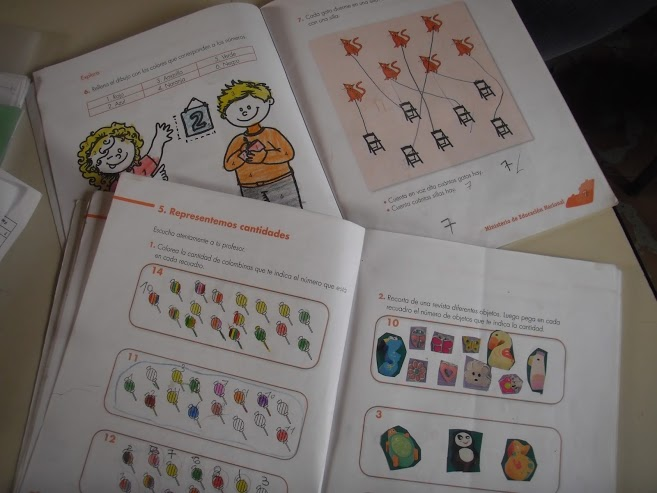 Explora
Rellena el dibujo con los colores que corresponden a los números.
1. Rojo
3. Amarillo
5. Verde
2. Azul
4. Naranja
6. Negro
2
7. Cada gato duerme en una
con una silla.
• Cuenta en voz alta cuántos gatos hay. 7
• Cuenta cuántas sillas hay.
7
Ministerio de Educación Nacional
5. Representemos cantidades
Escucha atentamente a tu profesor.
1. Colorea la cantidad de colombinas que te indica el número que está
en cada recuadro.
14
11
12
2. Recorta de una revista diferentes objetos. Luego pega en cada
recuadro el número de objetos que te indica la cantidad.
10
3